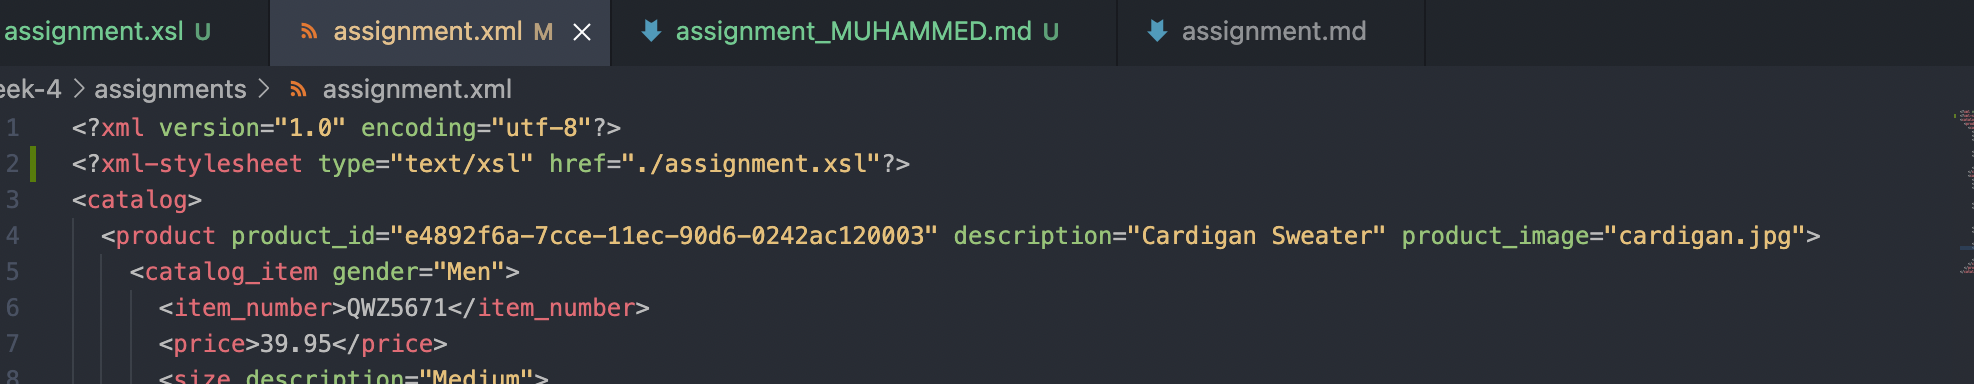 assignment.xsl U assignment.xml M assignment_MUHAMMED.md U assignment.md
eek-4 > assignments > assignment.xml
1 <?xml version="1.0" encoding="utf-8"?>
2 <?xml-stylesheet type="text/xsl" href="./assignment.xsl"?>
3 <catalog>
4 <product product_id="e4892f6a-7cce-11ec-90d6-0242ac120003" description="Cardigan Sweater" product_image="cardigan.jpg">
5 <catalog_item gender="Men">
6 <item_number>QWZ5671</item_number>
7 <price>39.95</price>
8 <size description="Medium">